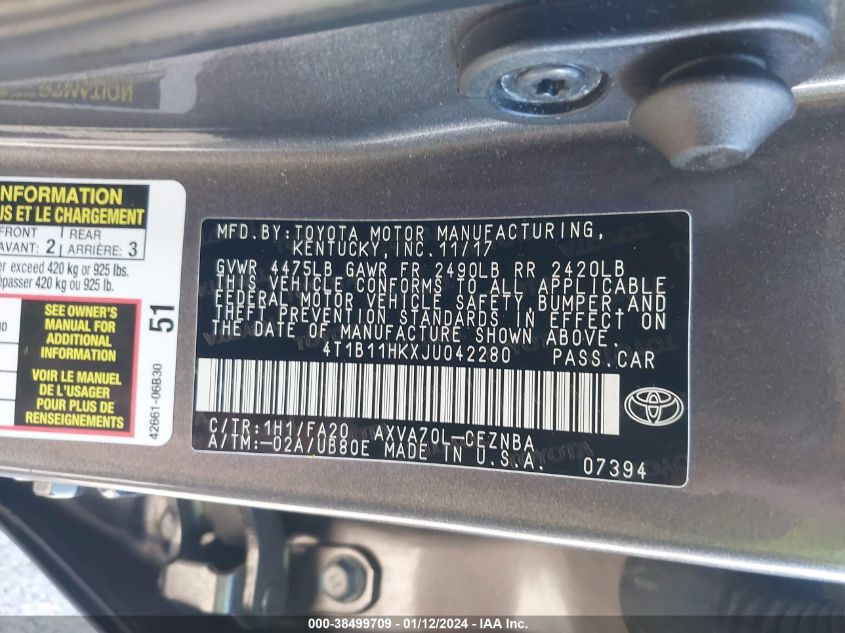 NFORMATION
US ET LE CHARGEMENT
FRONT
AVANT: 2
REAR
ARRIÈRE: 3
er exceed 420 kg or 925 lbs.
épasser 420 kg ou 925 lb.
SEE OWNER'S
MANUAL FOR
ADDITIONAL
INFORMATION
VOIR LE MANUEL
DE L'USAGER
POUR PLUS DE
RENSEIGNEMENTS
51
42661-06B30
MFD.BY:TOYOTA MOTOR MANUFACTURING,
KENTUCKY,INC.11/17
GVWR 4475LB GAWR FR 2490LB RR 2420LB
THIS VEHICLE CONFORMS TO ALL APPLICABLE
FEDERAL MOTOR VEHICLE SAFETY,BUMPER AND
THEFT PREVENTION STANDARDS IN EFFECT ON
THE DATE OF MANUFACTURE SHOWN ABOVE.
4T1B11HKXJU042280 PASS.CAR
C/TR:1H1/FA20 AXVA70L-CEZNBA
A/TM:-02A/UB80E MADE IN U.S.A. 07394
000-38499709 - 01/12/2024 - IAA Inc.